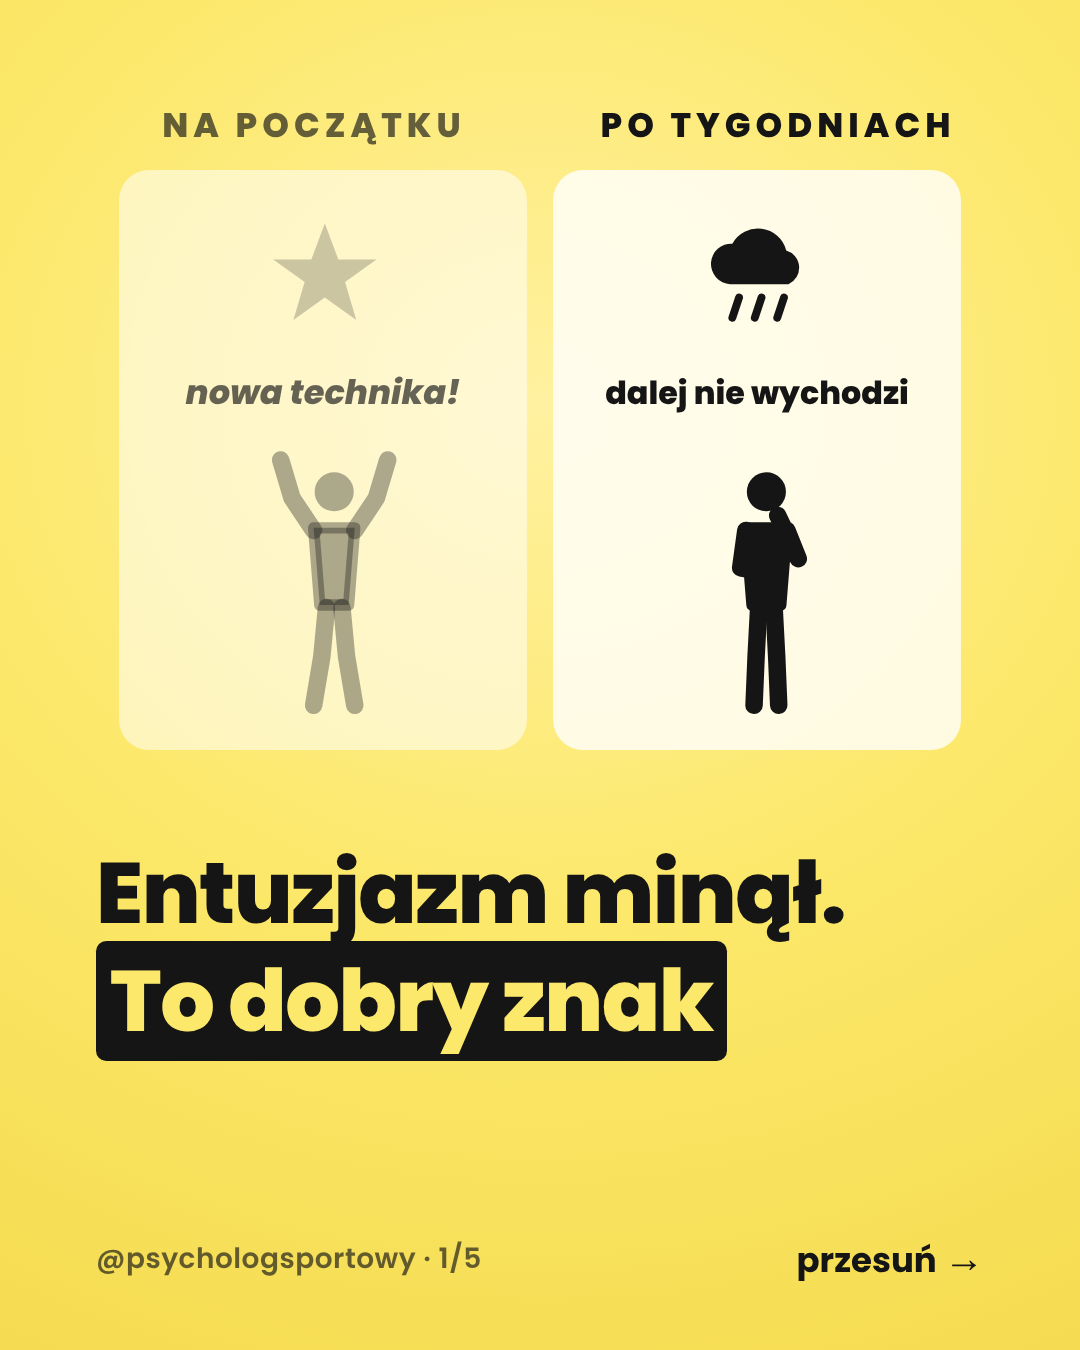 NA POCZĄTKU
PO TYGODNIACH
nowa technika!
dalej nie wychodzi
Entuzjazm minął.
To dobry znak
@psychologsportowy · 1/5
przesuń →